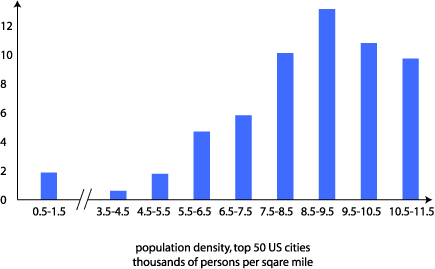 12
10
8
6
4
2
0
0.5-1.5 3.5-4.5 4.5-5.5 5.5-6.5 6.5-7.5 7.5-8.5 8.5-9.5 9.5-10.5 10.5-11.5
population density, top 50 US cities
thousands of persons per sqare mile